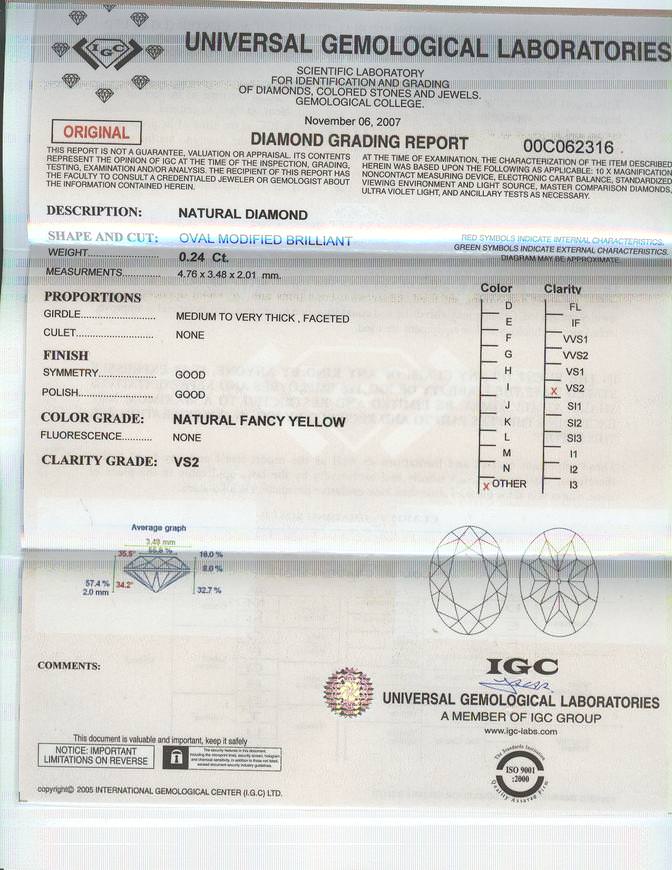 IGC
UNIVERSAL GEMOLOGICAL LABORATORIES
SCIENTIFIC LABORATORY
FOR IDENTIFICATION AND GRADING
OF DIAMONDS, COLORED STONES AND JEWELS.
GEMOLOGICAL COLLEGE.
November 06, 2007
ORIGINAL
DIAMOND GRADING REPORT
00C062316
THIS REPORT IS NOT A GUARANTEE, VALUATION OR APPRAISAL. ITS CONTENTS
REPRESENT THE OPINION OF IGC AT THE TIME OF THE INSPECTION, GRADING,
TESTING, EXAMINATION AND/OR ANALYSIS. THE RECIPIENT OF THIS REPORT HAS
THE FACULTY TO CONSULT A CREDENTIALED JEWELER OR GEMOLOGIST ABOUT
THE INFORMATION CONTAINED HEREIN.
AT THE TIME OF EXAMINATION, THE CHARACTERIZATION OF THE ITEM DESCRIBED
HEREIN WAS BASED UPON THE FOLLOWING AS APPLICABLE: 10 X MAGNIFICATION
NONCONTACT MEASURING DEVICE, ELECTRONIC CARAT BALANCE, STANDARDIZED
VIEWING ENVIRONMENT AND LIGHT SOURCE, MASTER COMPARISON DIAMONDS,
ULTRA VIOLET LIGHT, AND ANCILLARY TESTS AS NECESSARY.
DESCRIPTION: NATURAL DIAMOND
SHAPE AND CUT: OVAL MODIFIED BRILLIANT
WEIGHT.................... 0.24 Ct.
MEASURMENTS........... 4.76 x 3.48 x 2.01 mm.
RED SYMBOLS INDICATE INTERNAL CHARACTERISTICS.
GREEN SYMBOLS INDICATE EXTERNAL CHARACTERISTICS.
DIAGRAM MAY BE APPROXIMATE
PROPORTIONS
GIRDLE....................... MEDIUM TO VERY THICK , FACETED
CULET........................ NONE
FINISH
SYMMETRY................. GOOD
POLISH....................... GOOD
COLOR GRADE: NATURAL FANCY YELLOW
FLUORESCENCE.......... NONE
CLARITY GRADE: VS2
Color
D
E
F
G
H
I
J
K
L
M
N
x OTHER
Clarity
FL
IF
VVS1
VVS2
VS1
x VS2
SI1
SI2
SI3
I1
I2
I3
Average graph
3.48 mm
35.5°
16.0 %
8.0 %
57.4 %
2.0 mm
34.2°
32.7 %
COMMENTS:
IGC
UNIVERSAL GEMOLOGICAL LABORATORIES
A MEMBER OF IGC GROUP
www.igc-labs.com
This document is valuable and important, keep it safely
NOTICE: IMPORTANT
LIMITATIONS ON REVERSE
ISO 9001
:2000
Quality Assured Firm
copyright© 2005 INTERNATIONAL GEMOLOGICAL CENTER (I.G.C) LTD.